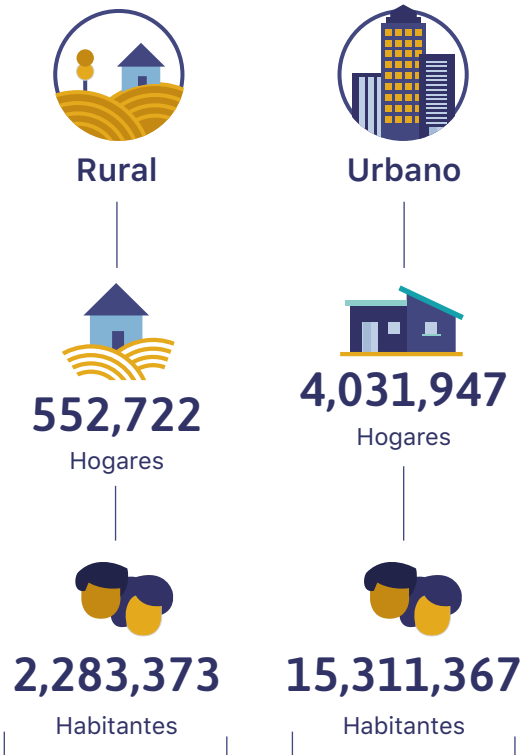 Rural
552,722
Hogares
2,283,373
Habitantes
Urbano
4,031,947
Hogares
15,311,367
Habitantes